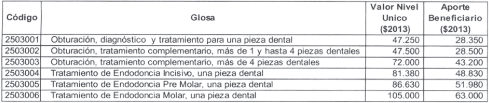 Código Glosa Valor Nivel Unico ($2013) Aporte Beneficiario ($2013)
2503001 Obturación, diagnóstico y tratamiento para una pieza dental 47.250 28.350
2503002 Obturación, tratamiento complementario, más de 1 y hasta 4 piezas dentales 47.500 28.500
2503003 Obturación, tratamiento complementario, más de 4 piezas dentales 72.000 43.200
2503004 Tratamiento de Endodoncia Incisivo, una pieza dental 81.380 48.830
2503005 Tratamiento de Endodoncia Pre Molar, una pieza dental 86.630 51.980
2503006 Tratamiento de Endodoncia Molar, una pieza dental 105.000 63.000